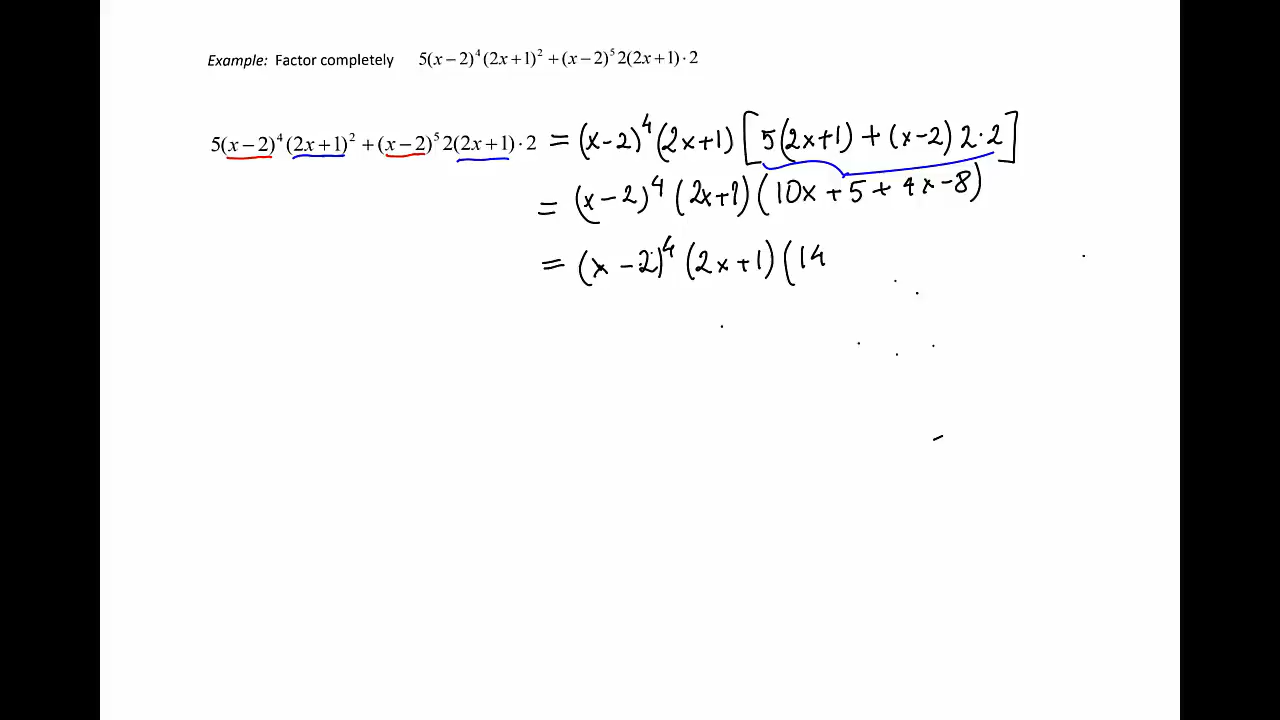 Example: Factor completely 5(x−2)⁴(2x+1)²+(x−2)⁵2(2x+1)·2
5(x−2)⁴(2x+1)²+(x−2)⁵2(2x+1)·2 = (x-2)⁴(2x+1)[5(2x+1)+(x-2)2·2]
= (x-2)⁴(2x+1)(10x+5+4x-8)
= (x-2)⁴(2x+1)(14